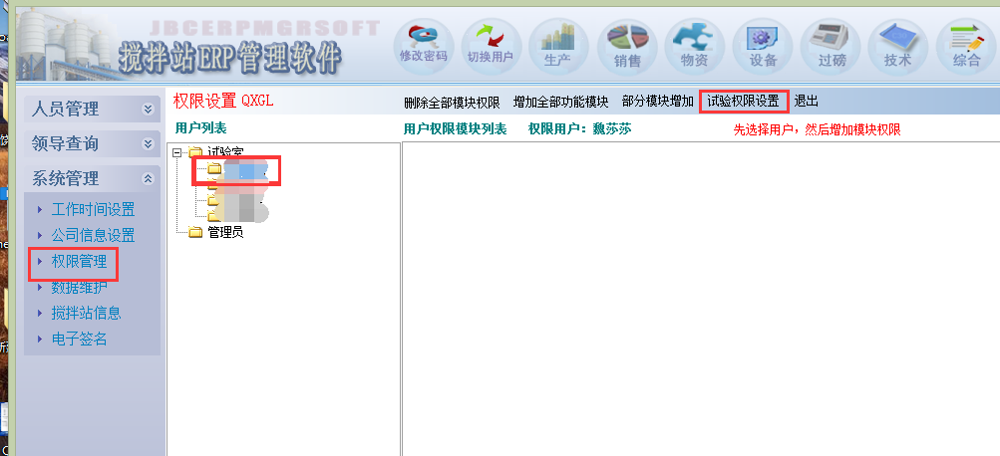 JBCERPMGRSOFT
搅拌站ERP管理软件
修改密码
切换用户
生产
销售
物资
设备
过磅
技术
综合
人员管理
领导查询
系统管理
工作时间设置
公司信息设置
权限管理
数据维护
搅拌站信息
电子签名
权限设置 QXGL
删除全部模块权限 增加全部功能模块 部分模块增加 试验权限设置 退出
用户列表
用户权限模块列表 权限用户：魏莎莎 先选择用户，然后增加模块权限
试验室
管理员